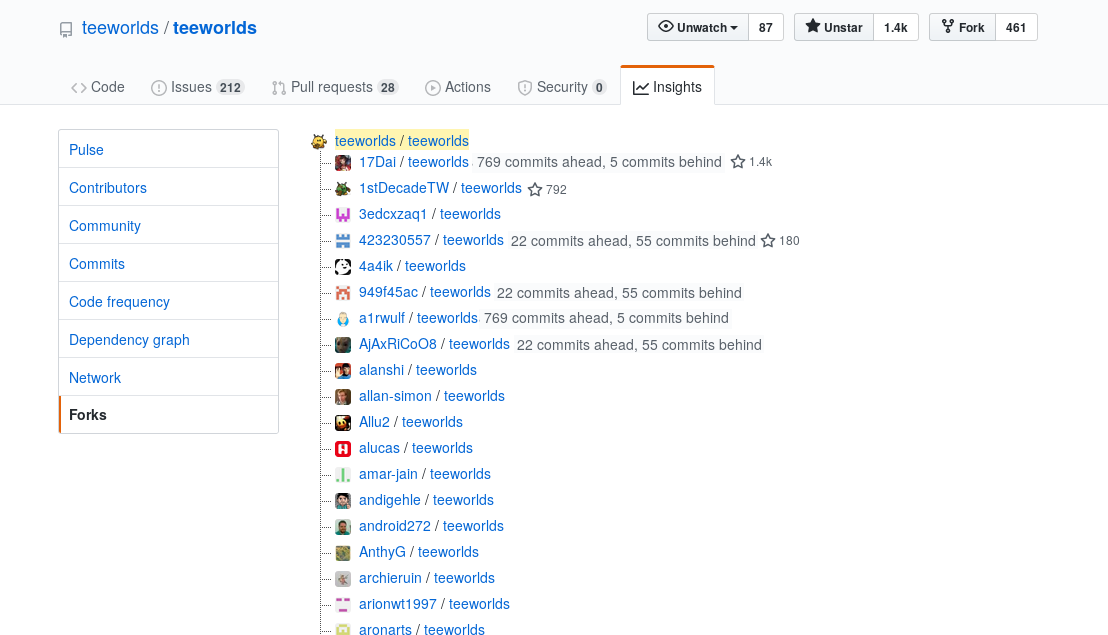 teeworlds / teeworlds
Unwatch 87 Unstar 1.4k Fork 461
Code Issues 212 Pull requests 28 Actions Security 0 Insights
Pulse
Contributors
Community
Commits
Code frequency
Dependency graph
Network
Forks
teeworlds / teeworlds
17Dai / teeworlds 769 commits ahead, 5 commits behind 1.4k
1stDecadeTW / teeworlds 792
3edcxzaq1 / teeworlds
423230557 / teeworlds 22 commits ahead, 55 commits behind 180
4a4ik / teeworlds
949f45ac / teeworlds 22 commits ahead, 55 commits behind
a1rwulf / teeworlds 769 commits ahead, 5 commits behind
AjAxRiCoO8 / teeworlds 22 commits ahead, 55 commits behind
alanshi / teeworlds
allan-simon / teeworlds
Allu2 / teeworlds
alucas / teeworlds
amar-jain / teeworlds
andigehle / teeworlds
android272 / teeworlds
AnthyG / teeworlds
archieruin / teeworlds
arionwt1997 / teeworlds
aronarts / teeworlds